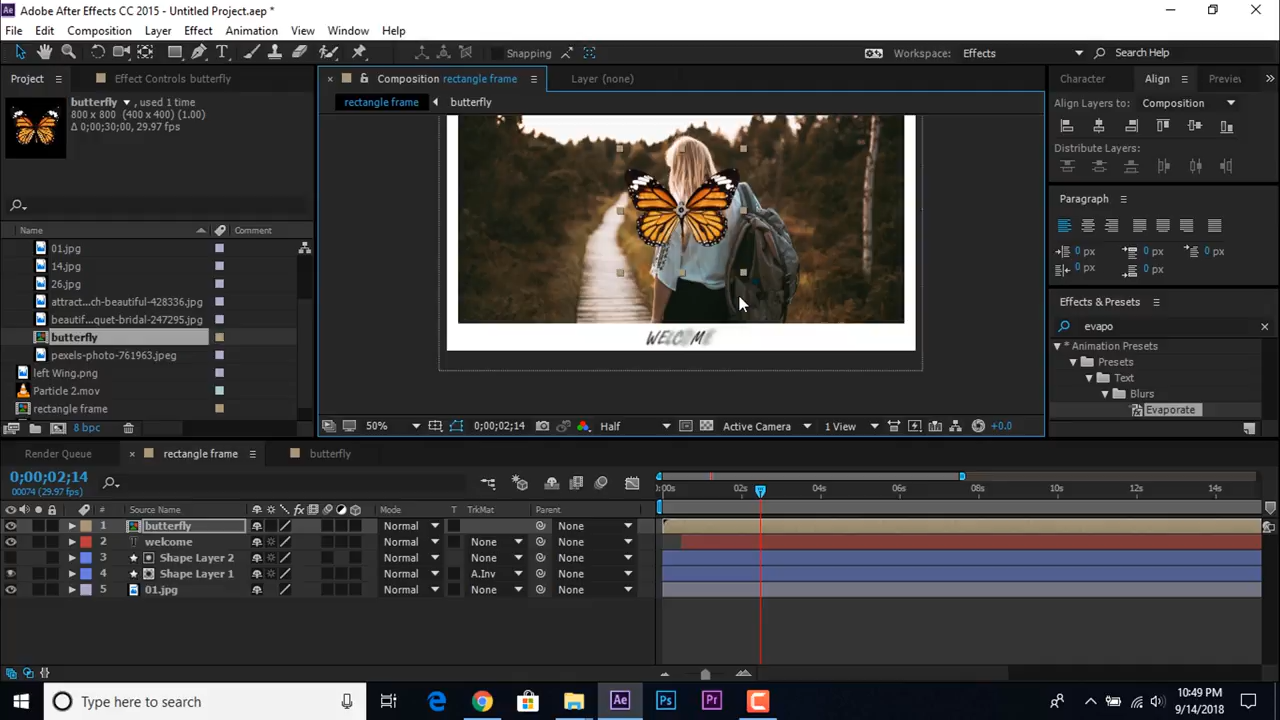 Adobe After Effects CC 2015 - Untitled Project.aep *
File Edit Composition Layer Effect Animation View Window Help
Snapping
Workspace: Effects
Search Help
Project
Effect Controls butterfly
Composition rectangle frame
Layer (none)
Character
Align
Previe
butterfly, used 1 time
800 x 800 (400 x 400) (1.00)
Δ 0;00;30;00, 29.97 fps
rectangle frame
butterfly
Align Layers to: Composition
Distribute Layers:
Paragraph
0 px
0 px
0 px
0 px
0 px
Name
Comment
01.jpg
14.jpg
26.jpg
attract...ch-beautiful-428336.jpg
beautif...quet-bridal-247295.jpg
butterfly
pexels-photo-761963.jpeg
left Wing.png
Particle 2.mov
rectangle frame
8 bpc
WELCOME
Effects & Presets
evapo
* Animation Presets
Presets
Text
Blurs
Evaporate
50%
0;00;02;14
Half
Active Camera
1 View
+0.0
Render Queue
rectangle frame
butterfly
0;00;02;14
00074 (29.97 fps)
:00s 02s 04s 06s 08s 10s 12s 14s
# Source Name Mode T TrkMat Parent
1 butterfly Normal None
2 welcome Normal None None
3 Shape Layer 2 Normal None None
4 Shape Layer 1 Normal A.Inv None
5 01.jpg Normal None None
Type here to search
Ae
Ps
Pr
10:49 PM
9/14/2018